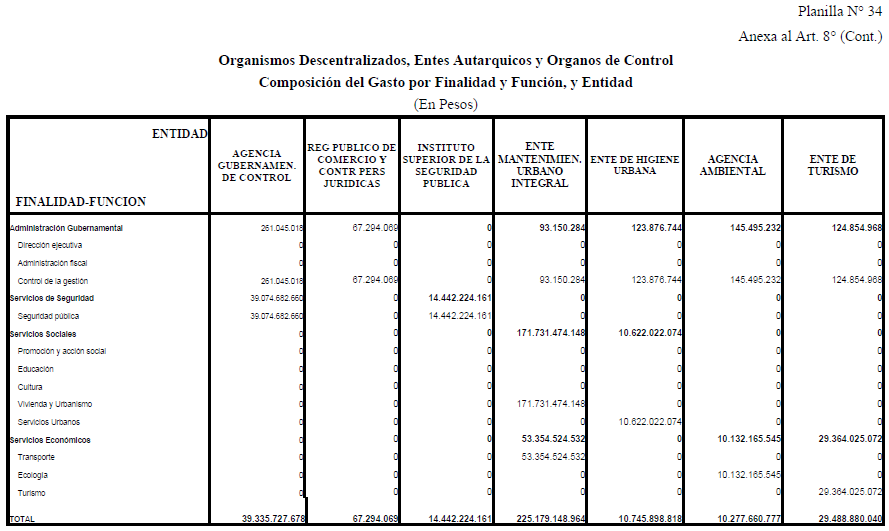 Planilla N° 34
Anexa al Art. 8° (Cont.)
Organismos Descentralizados, Entes Autarquicos y Organos de Control
Composición del Gasto por Finalidad y Función, y Entidad
(En Pesos)
ENTIDAD
FINALIDAD-FUNCION
AGENCIA
GUBERNAMEN.
DE CONTROL
REG PUBLICO DE
COMERCIO Y
CONTR PERS
JURIDICAS
INSTITUTO
SUPERIOR DE LA
SEGURIDAD
PUBLICA
ENTE
MANTENIMIEN.
URBANO
INTEGRAL
ENTE DE HIGIENE
URBANA
AGENCIA
AMBIENTAL
ENTE DE
TURISMO
Administración Gubernamental 261.045.018 67.294.069 0 93.150.284 123.876.744 145.495.232 124.854.968
Dirección ejecutiva 0 0 0 0 0 0 0
Administración fiscal 0 0 0 0 0 0 0
Control de la gestión 261.045.018 67.294.069 0 93.150.284 123.876.744 145.495.232 124.854.968
Servicios de Seguridad 39.074.682.660 0 14.442.224.161 0 0 0 0
Seguridad pública 39.074.682.660 0 14.442.224.161 0 0 0 0
Servicios Sociales 0 0 0 171.731.474.148 10.622.022.074 0 0
Promoción y acción social 0 0 0 0 0 0 0
Educación 0 0 0 0 0 0 0
Cultura 0 0 0 0 0 0 0
Vivienda y Urbanismo 0 0 0 171.731.474.148 0 0 0
Servicios Urbanos 0 0 0 0 10.622.022.074 0 0
Servicios Económicos 0 0 0 53.354.524.532 0 10.132.165.545 29.364.025.072
Transporte 0 0 0 53.354.524.532 0 0 0
Ecología 0 0 0 0 0 10.132.165.545 0
Turismo 0 0 0 0 0 0 29.364.025.072
TOTAL 39.335.727.678 67.294.069 14.442.224.161 225.179.148.964 10.745.898.818 10.277.660.777 29.488.880.040